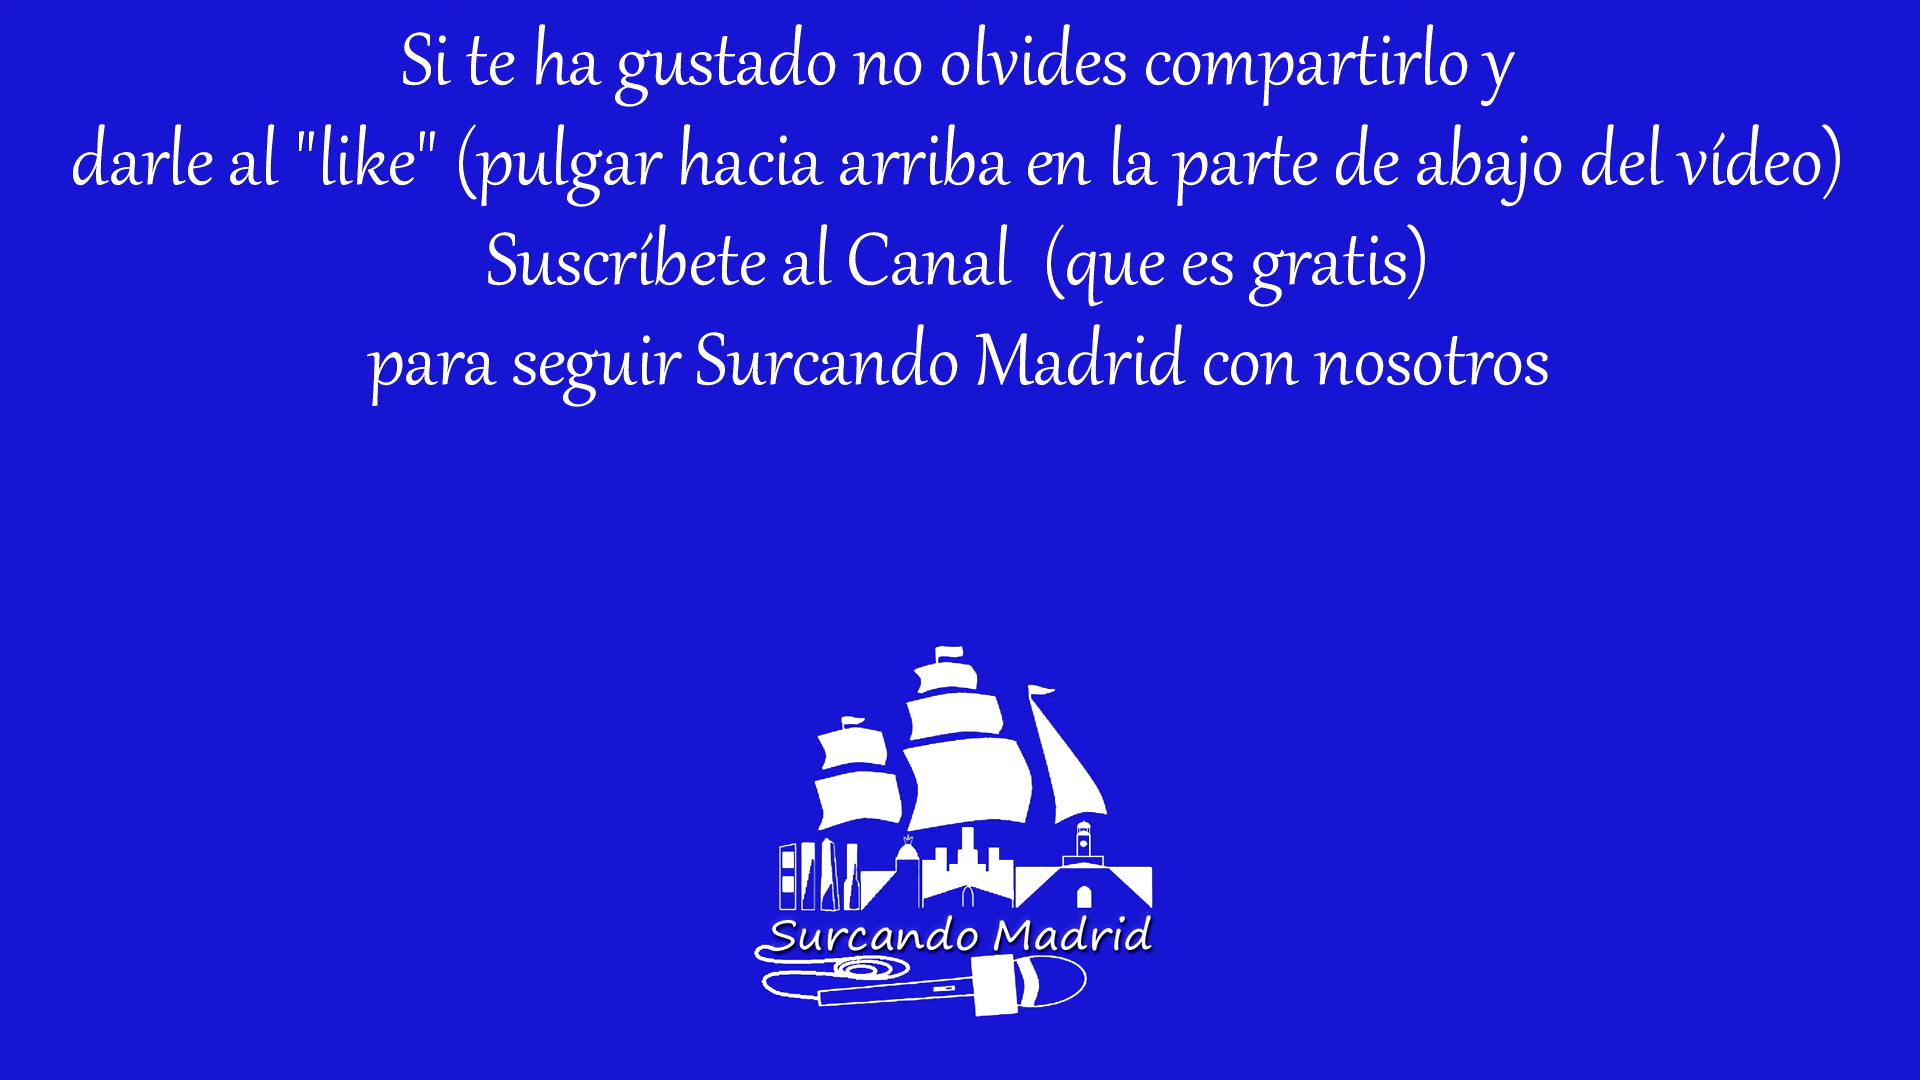 Si te ha gustado no olvides compartirlo y
darle al "like" (pulgar hacia arriba en la parte de abajo del vídeo)
Suscríbete al Canal (que es gratis)
para seguir Surcando Madrid con nosotros
Surcando Madrid